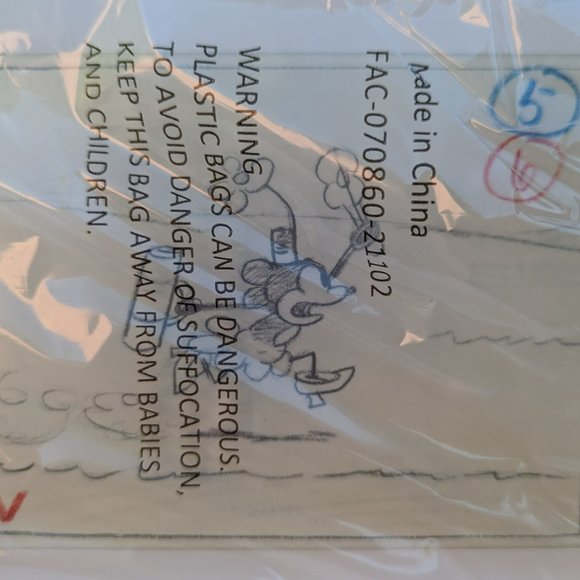 Made in China
FAC-070860-21102
WARNING
PLASTIC BAGS CAN BE DANGEROUS.
TO AVOID DANGER OF SUFFOCATION,
KEEP THIS BAG AWAY FROM BABIES
AND CHILDREN.
5
6